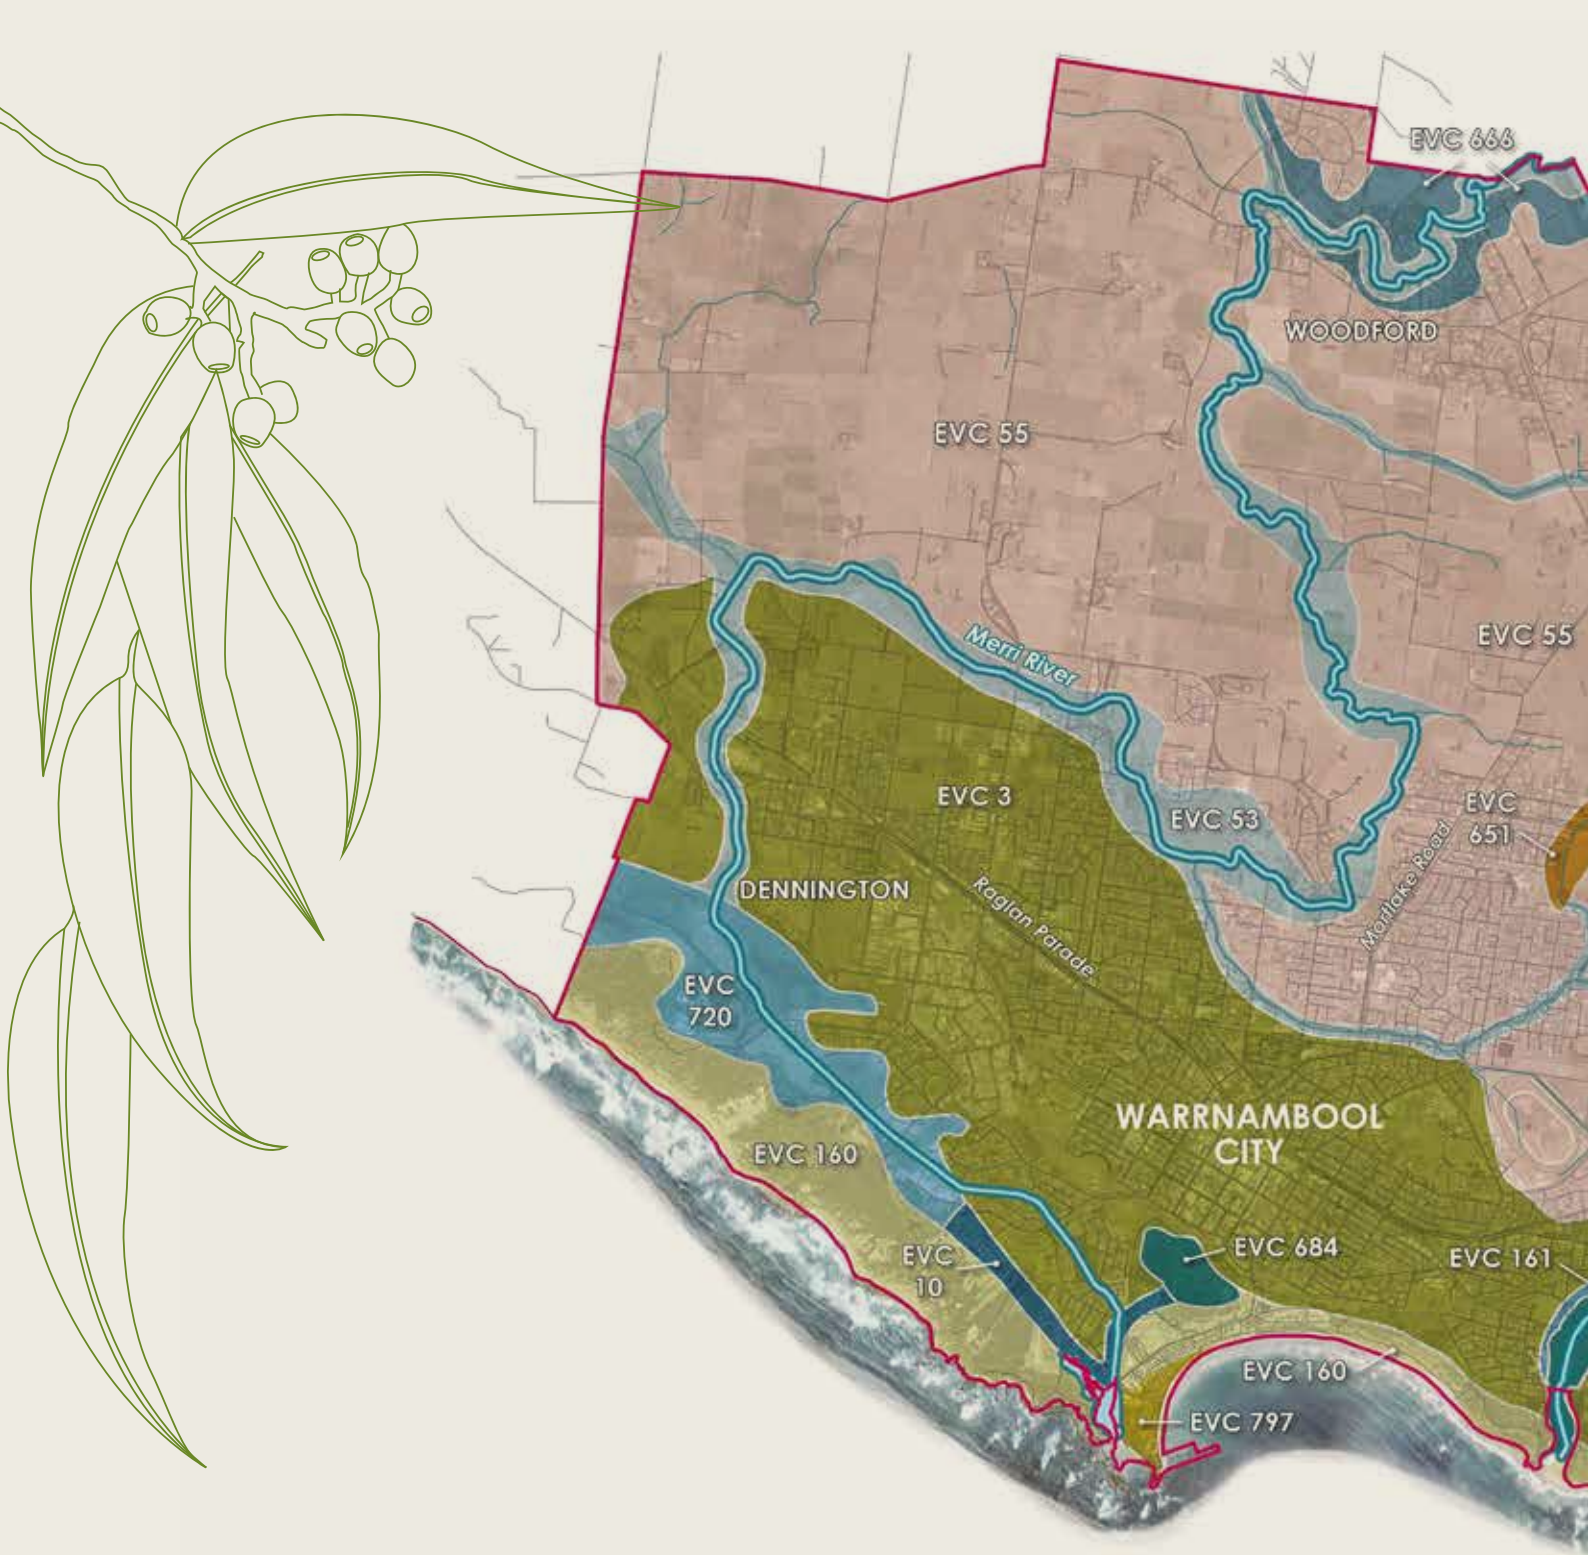 EVC 666
WOODFORD
EVC 55
Merri River
EVC 55
EVC 3
EVC
651
EVC 53
Mortlake Road
DENNINGTON
Raglan Parade
EVC
720
WARRNAMBOOL
CITY
EVC 160
EVC 684
EVC
10
EVC 161
EVC 160
EVC 797